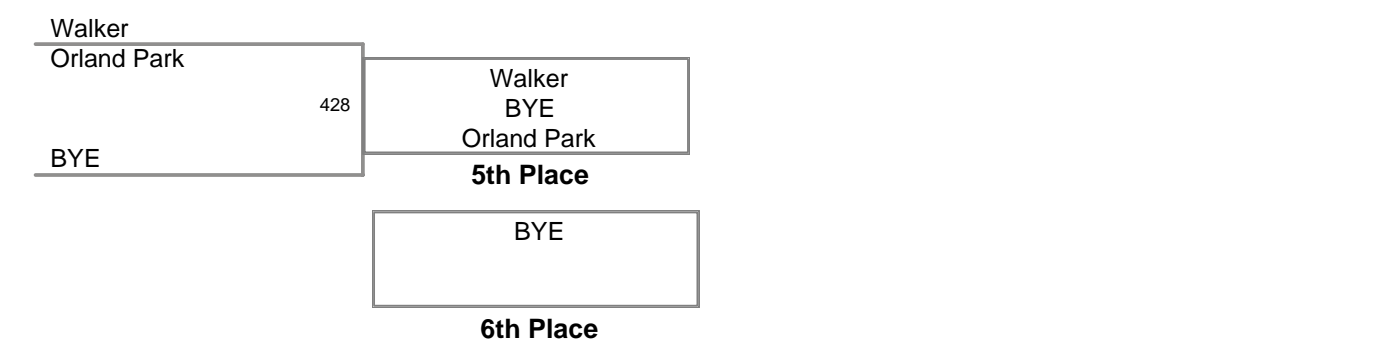 Walker
Orland Park
428
BYE
Walker
BYE
Orland Park
5th Place
BYE
6th Place